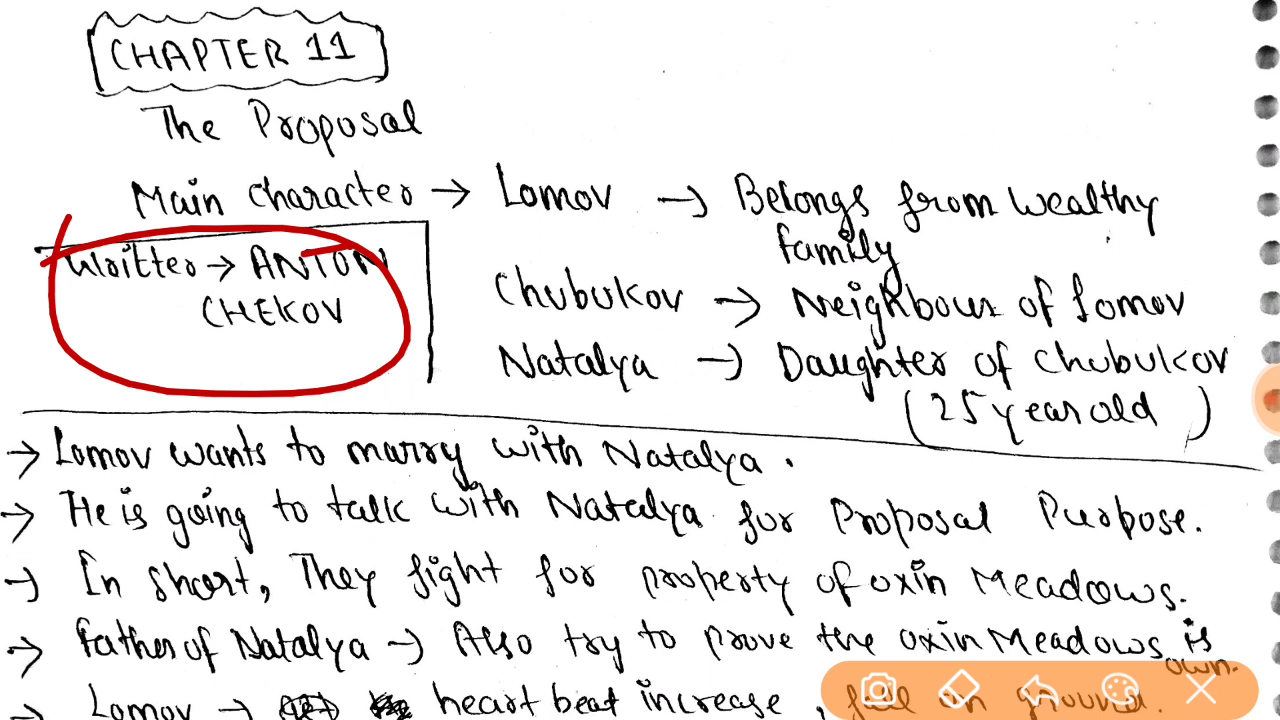 CHAPTER 11
The Proposal
Main character → Lomov → Belongs from wealthy
family
Writter → ANTON
CHEKOV
Chubukov → Neighbour of Lomov
Natalya → Daughter of Chubukov
(25 year old)
→ Lomov wants to marry with Natalya.
→ He is going to talk with Natalya for Proposal Purpose.
→ In short, They fight for property of oxin Meadows.
→ Father of Natalya → Also try to prove the oxin Meadows is
own.
→ Lomov → heart beat increase, fall on ground.